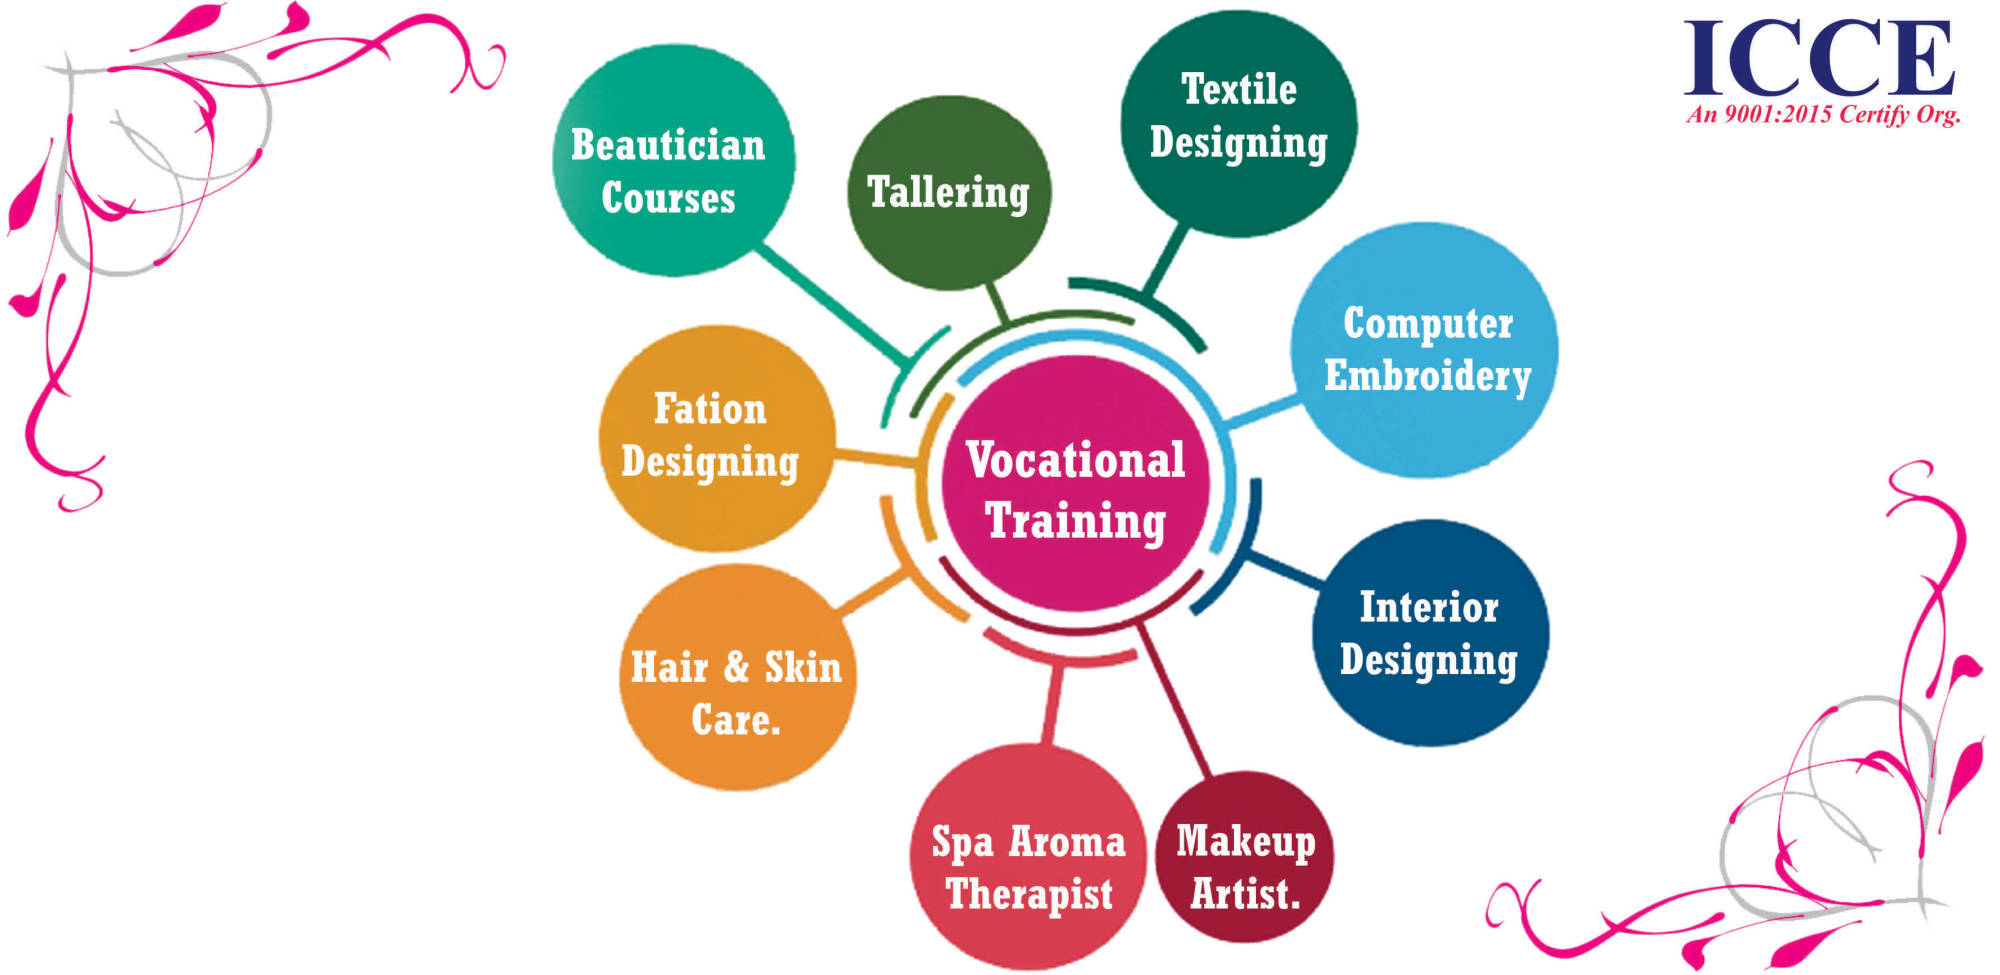 ICCE
An 9001:2015 Certify Org.
Textile
Designing
Beautician
Courses
Tallering
Computer
Embroidery
Fation
Designing
Vocational
Training
Interior
Designing
Hair & Skin
Care.
Spa Aroma
Therapist
Makeup
Artist.